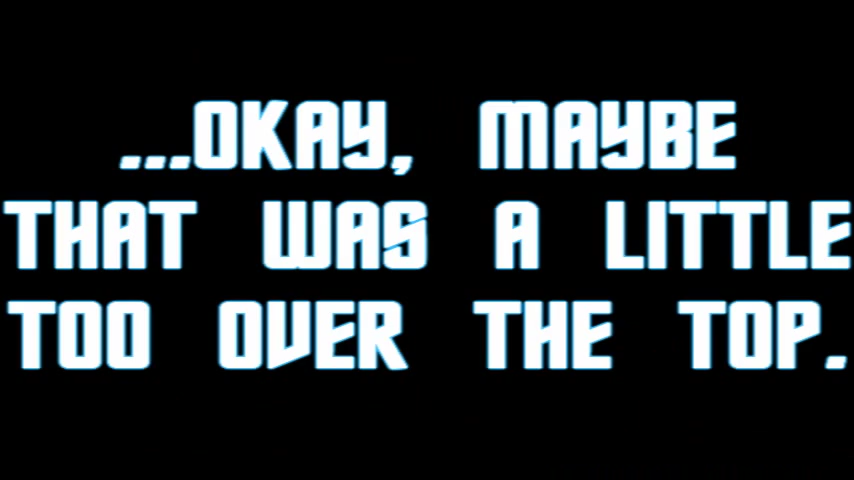 ...OKAY, MAYBE
THAT WAS A LITTLE
TOO OVER THE TOP.